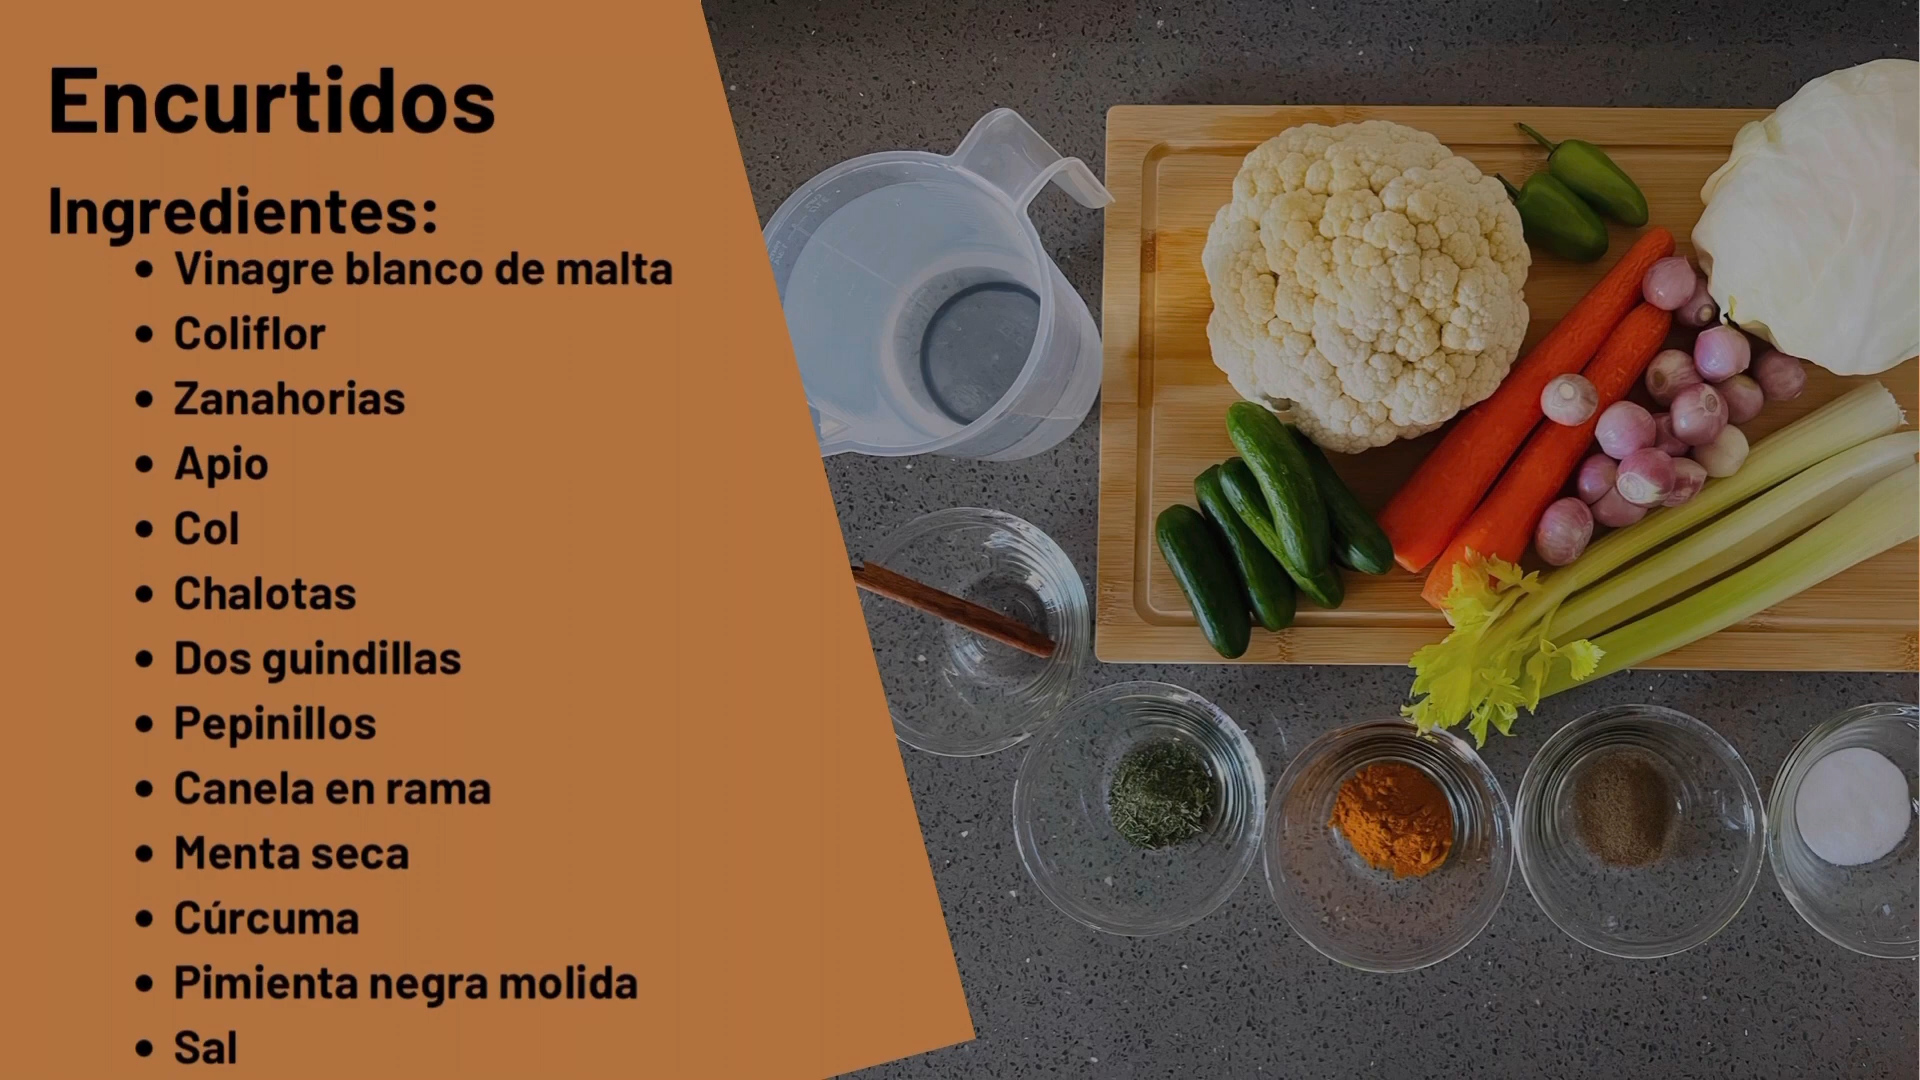 Encurtidos
Ingredientes:
• Vinagre blanco de malta
• Coliflor
• Zanahorias
• Apio
• Col
• Chalotas
• Dos guindillas
• Pepinillos
• Canela en rama
• Menta seca
• Cúrcuma
• Pimienta negra molida
• Sal